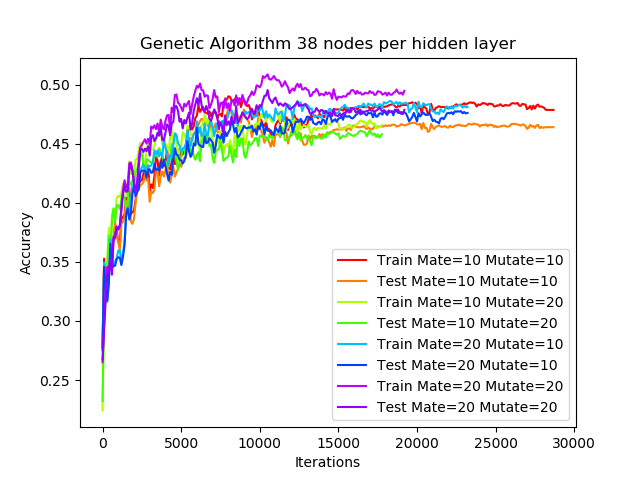 Genetic Algorithm 38 nodes per hidden layer
0.50
0.45
0.40
0.35
0.30
0.25
Accuracy
Train Mate=10 Mutate=10
Test Mate=10 Mutate=10
Train Mate=10 Mutate=20
Test Mate=10 Mutate=20
Train Mate=20 Mutate=10
Test Mate=20 Mutate=10
Train Mate=20 Mutate=20
Test Mate=20 Mutate=20
0 5000 10000 15000 20000 25000 30000
Iterations